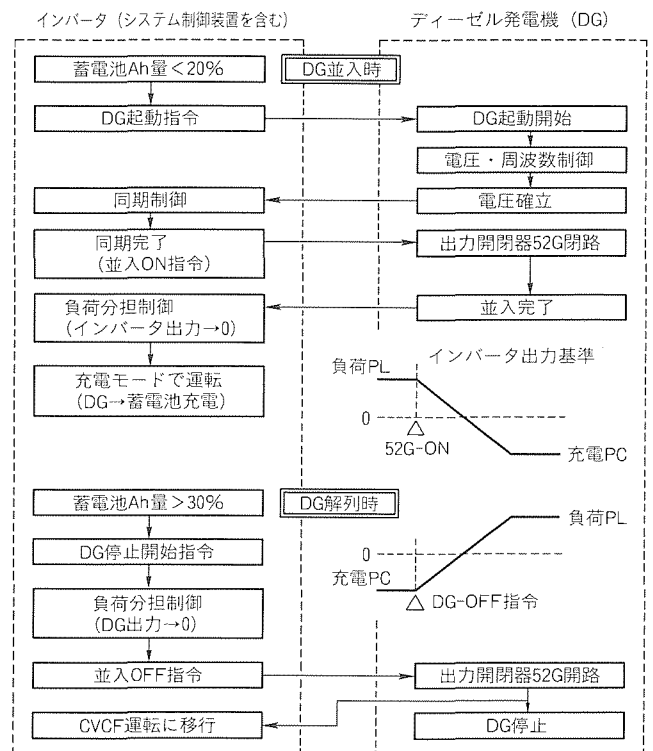 インバータ（システム制御装置を含む）
ディーゼル発電機（DG）
蓄電池Ah量＜20%
DG並入時
DG起動指令
DG起動開始
電圧・周波数制御
同期制御
電圧確立
同期完了
（並入ON指令）
出力開閉器52G閉路
負荷分担制御
（インバータ出力→0）
並入完了
充電モードで運転
（DG→蓄電池充電）
インバータ出力基準
負荷PL
0
52G-ON
充電PC
蓄電池Ah量＞30%
DG解列時
DG停止開始指令
負荷PL
0
充電PC
DG-OFF指令
負荷分担制御
（DG出力→0）
並入OFF指令
出力開閉器52G開路
CVCF運転に移行
DG停止